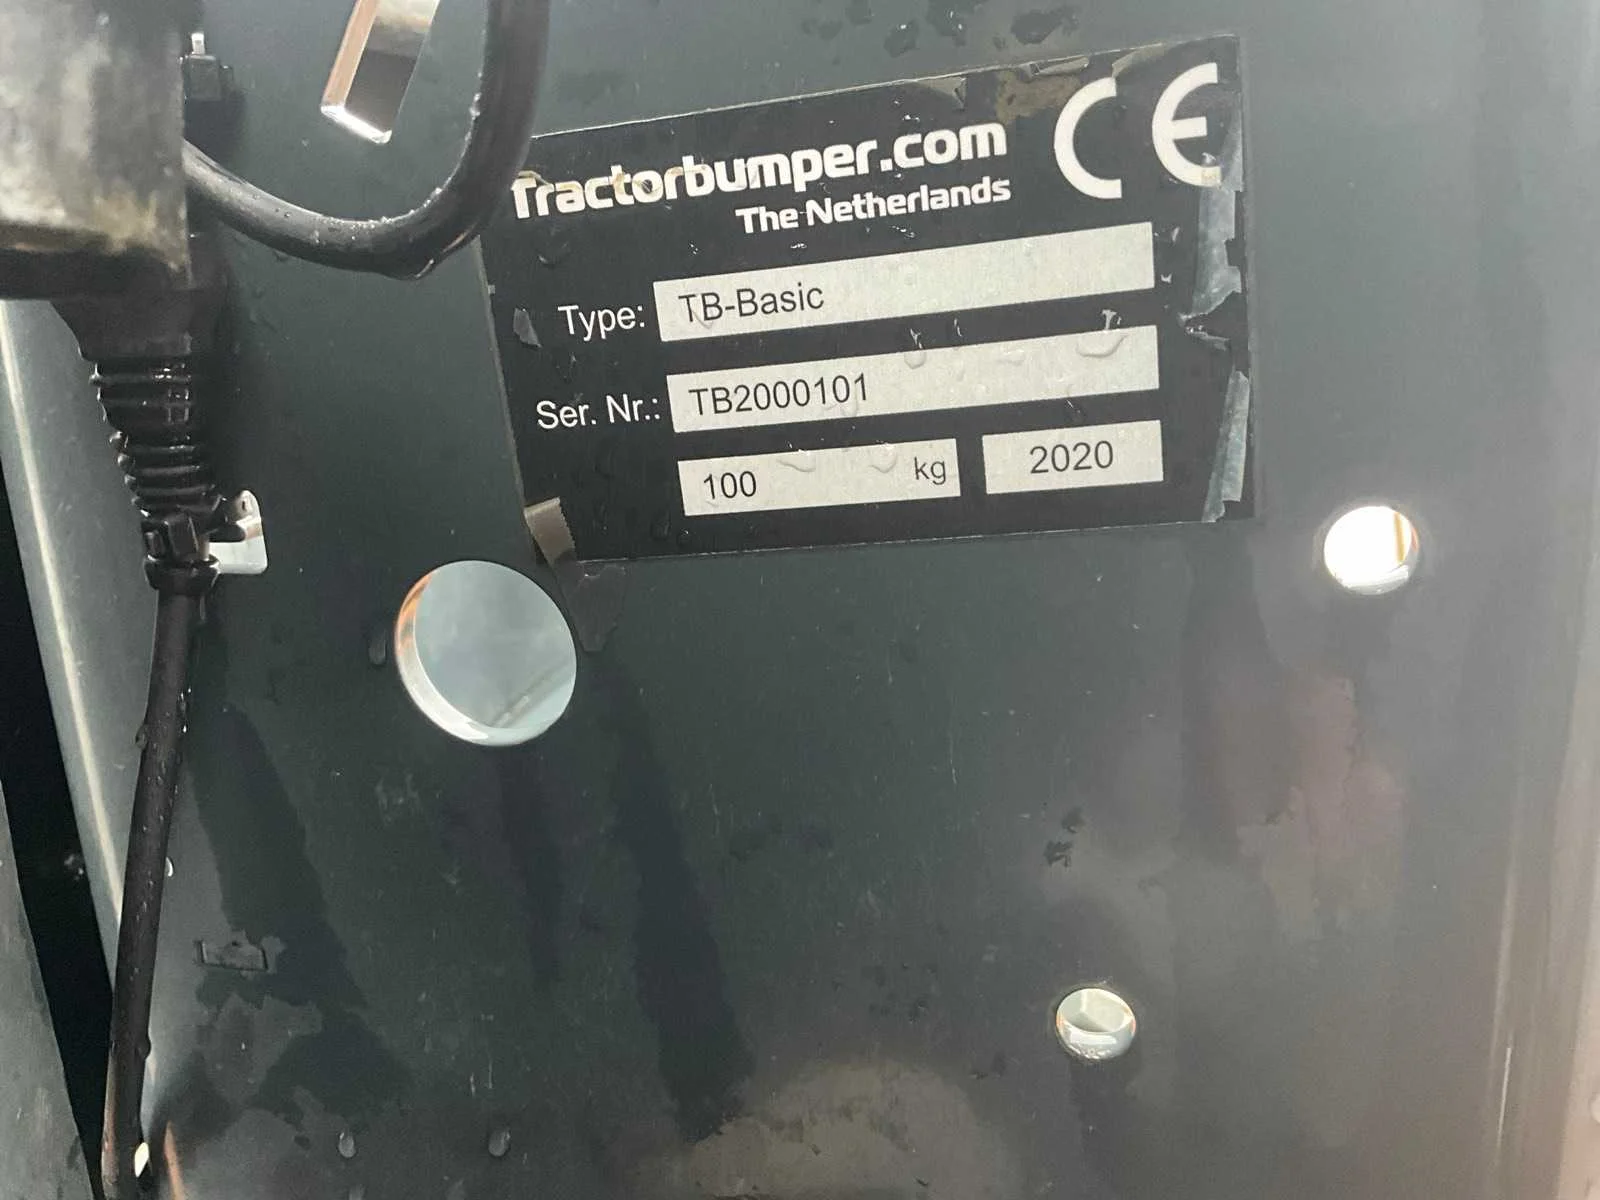 Tractorbumper.com
The Netherlands
CE
Type: TB-Basic
Ser. Nr.: TB2000101
100 kg 2020